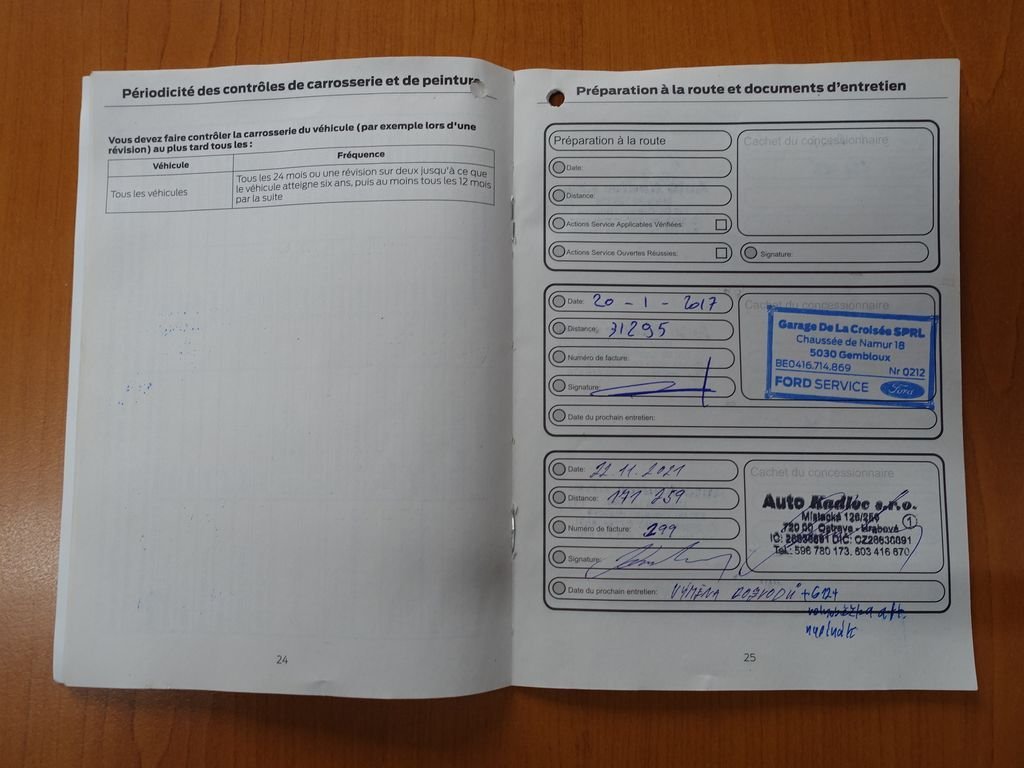 Périodicité des contrôles de carrosserie et de peinture
Vous devez faire contrôler la carrosserie du véhicule (par exemple lors d'une
révision) au plus tard tous les :
Véhicule
Fréquence
Tous les véhicules
Tous les 24 mois ou une révision sur deux jusqu'à ce que
le véhicule atteigne six ans, puis au moins tous les 12 mois
par la suite
24
Préparation à la route et documents d'entretien
Préparation à la route
Date:
Distance:
Actions Service Applicables Vérifiées:
Actions Service Ouvertes Réussies:
Cachet du concessionnaire
Signature:
Date: 20 - 1 - 2017
Distance: 31295
Numéro de facture:
Signature:
Date du prochain entretien:
Cachet du concessionnaire
Garage De La Croisée SPRL
Chaussée de Namur 18
5030 Gembloux
BE0416.714.869 Nr 0212
FORD SERVICE Ford
Date: 22.11.2021
Distance: 171 259
Numéro de facture: 299
Signature:
Date du prochain entretien: VÝMĚNA ROZVODŮ
Cachet du concessionnaire
Auto Kadlec s.r.o.
Místecká
720 00 Ostrava - Hrabová
DIČ: CZ28630891
Tel.: 596 780 173, 603 416 670
1
25